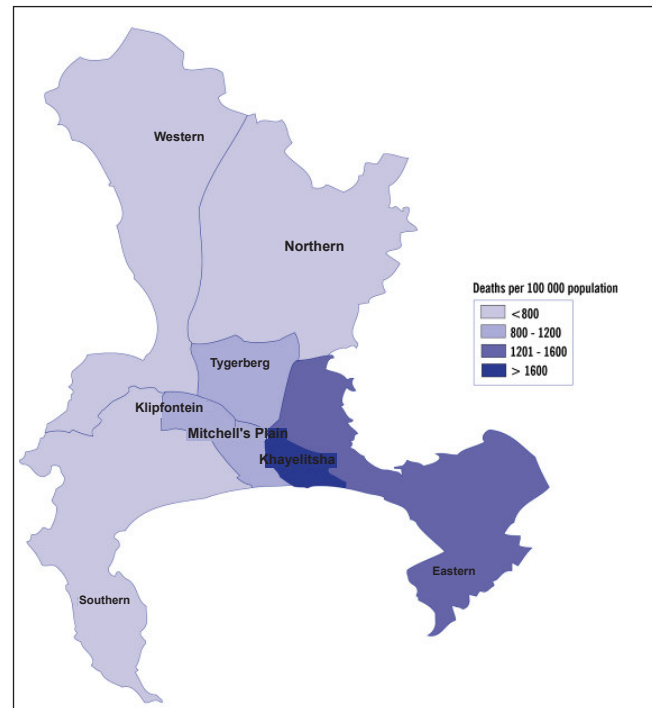 Western
Northern
Deaths per 100 000 population
<800
800 - 1200
1201 - 1600
> 1600
Tygerberg
Klipfontein
Mitchell's Plain
Khayelitsha
Eastern
Southern